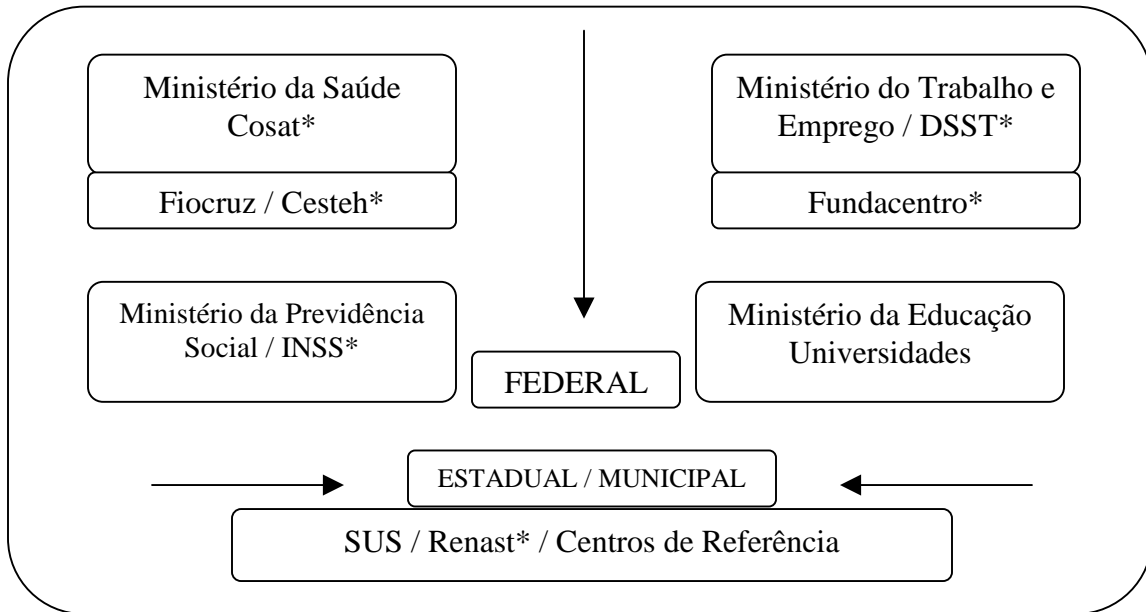 Ministério da Saúde
Cosat*
Fiocruz / Cesteh*
Ministério do Trabalho e
Emprego / DSST*
Fundacentro*
Ministério da Previdência
Social / INSS*
FEDERAL
Ministério da Educação
Universidades
ESTADUAL / MUNICIPAL
SUS / Renast* / Centros de Referência